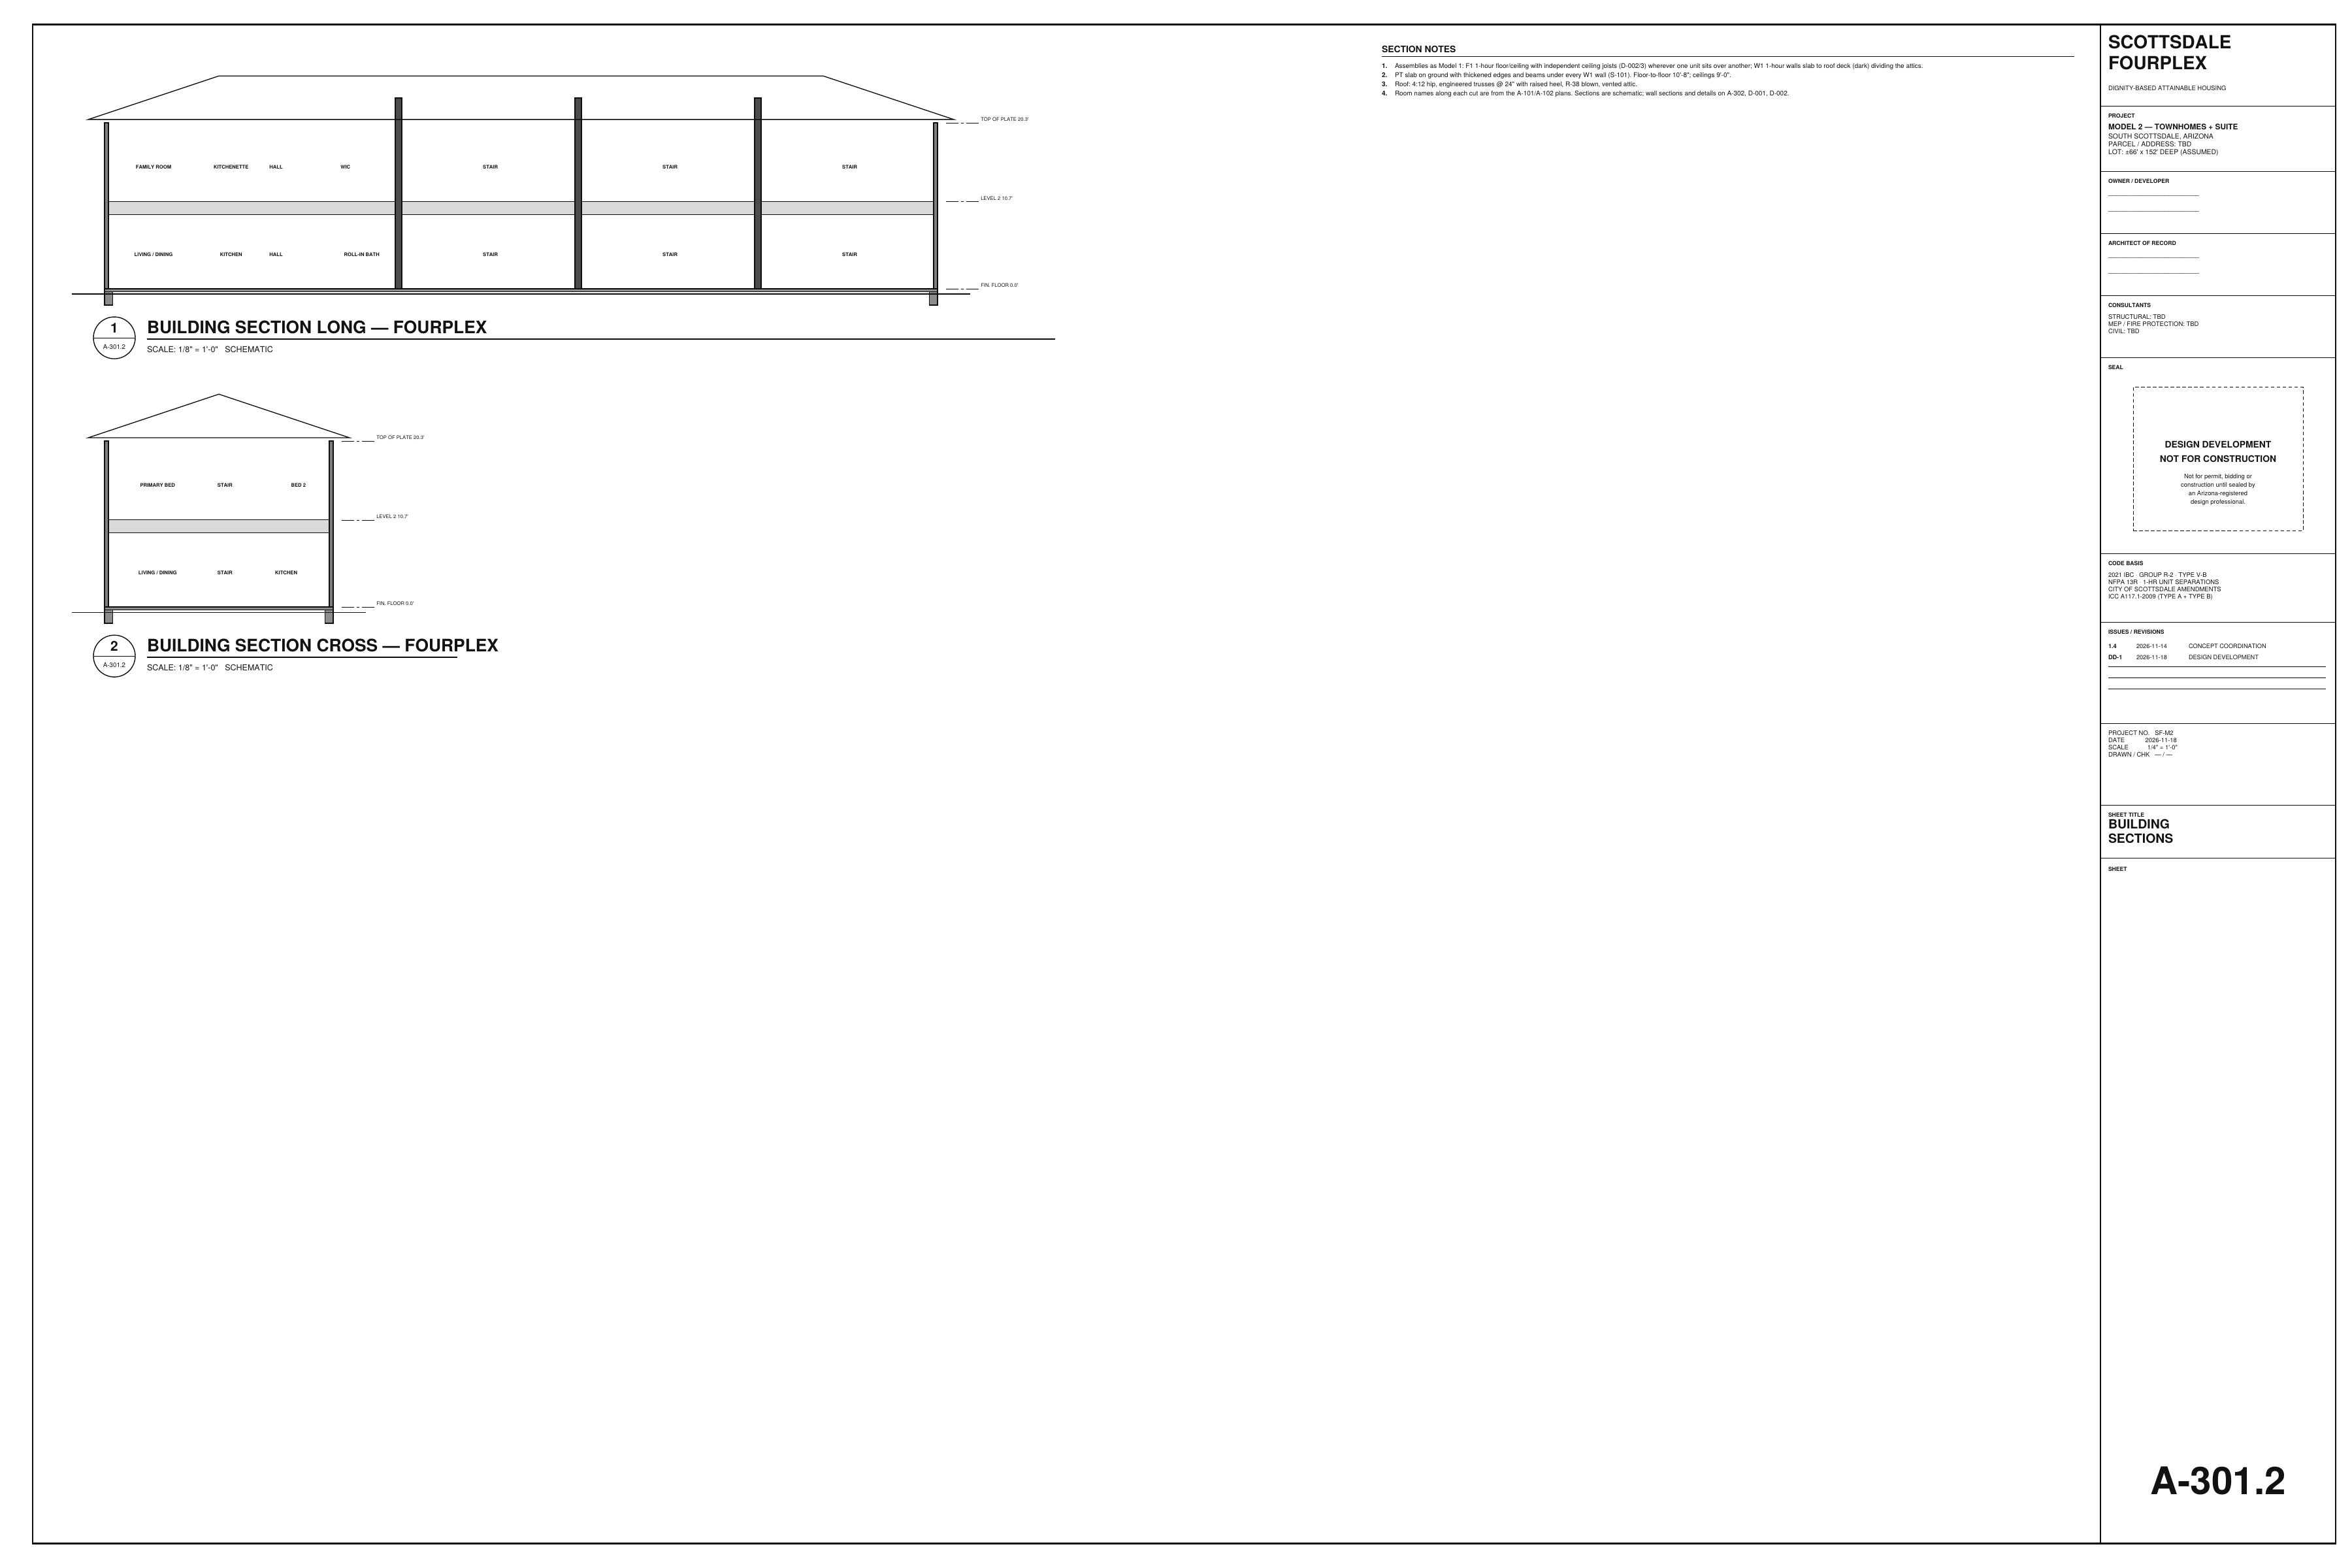 SECTION NOTES
1. Assemblies as Model 1: F1 1-hour floor/ceiling with independent ceiling joists (D-002/3) wherever one unit sits over another; W1 1-hour walls slab to roof deck (dark) dividing the attics.
2. PT slab on ground with thickened edges and beams under every W1 wall (S-101). Floor-to-floor 10'-8"; ceilings 9'-0".
3. Roof: 4:12 hip, engineered trusses @ 24" with raised heel, R-38 blown, vented attic.
4. Room names along each cut are from the A-101/A-102 plans. Sections are schematic; wall sections and details on A-302, D-001, D-002.
TOP OF PLATE 20.3'
FAMILY ROOM KITCHENETTE HALL WIC STAIR STAIR STAIR
LEVEL 2 10.7'
LIVING / DINING KITCHEN HALL ROLL-IN BATH STAIR STAIR STAIR
FIN. FLOOR 0.0'
1
A-301.2
BUILDING SECTION LONG — FOURPLEX
SCALE: 1/8" = 1'-0" SCHEMATIC
TOP OF PLATE 20.3'
PRIMARY BED STAIR BED 2
LEVEL 2 10.7'
LIVING / DINING STAIR KITCHEN
FIN. FLOOR 0.0'
2
A-301.2
BUILDING SECTION CROSS — FOURPLEX
SCALE: 1/8" = 1'-0" SCHEMATIC
SCOTTSDALE
FOURPLEX
DIGNITY-BASED ATTAINABLE HOUSING
PROJECT
MODEL 2 — TOWNHOMES + SUITE
SOUTH SCOTTSDALE, ARIZONA
PARCEL / ADDRESS: TBD
LOT: ±66' x 152' DEEP (ASSUMED)
OWNER / DEVELOPER
ARCHITECT OF RECORD
CONSULTANTS
STRUCTURAL: TBD
MEP / FIRE PROTECTION: TBD
CIVIL: TBD
SEAL
DESIGN DEVELOPMENT
NOT FOR CONSTRUCTION
Not for permit, bidding or
construction until sealed by
an Arizona-registered
design professional.
CODE BASIS
2021 IBC · GROUP R-2 · TYPE V-B
NFPA 13R · 1-HR UNIT SEPARATIONS
CITY OF SCOTTSDALE AMENDMENTS
ICC A117.1-2009 (TYPE A + TYPE B)
ISSUES / REVISIONS
1.4 2026-11-14 CONCEPT COORDINATION
DD-1 2026-11-18 DESIGN DEVELOPMENT
PROJECT NO. SF-M2
DATE 2026-11-18
SCALE 1/4" = 1'-0"
DRAWN / CHK — / —
SHEET TITLE
BUILDING
SECTIONS
SHEET
A-301.2